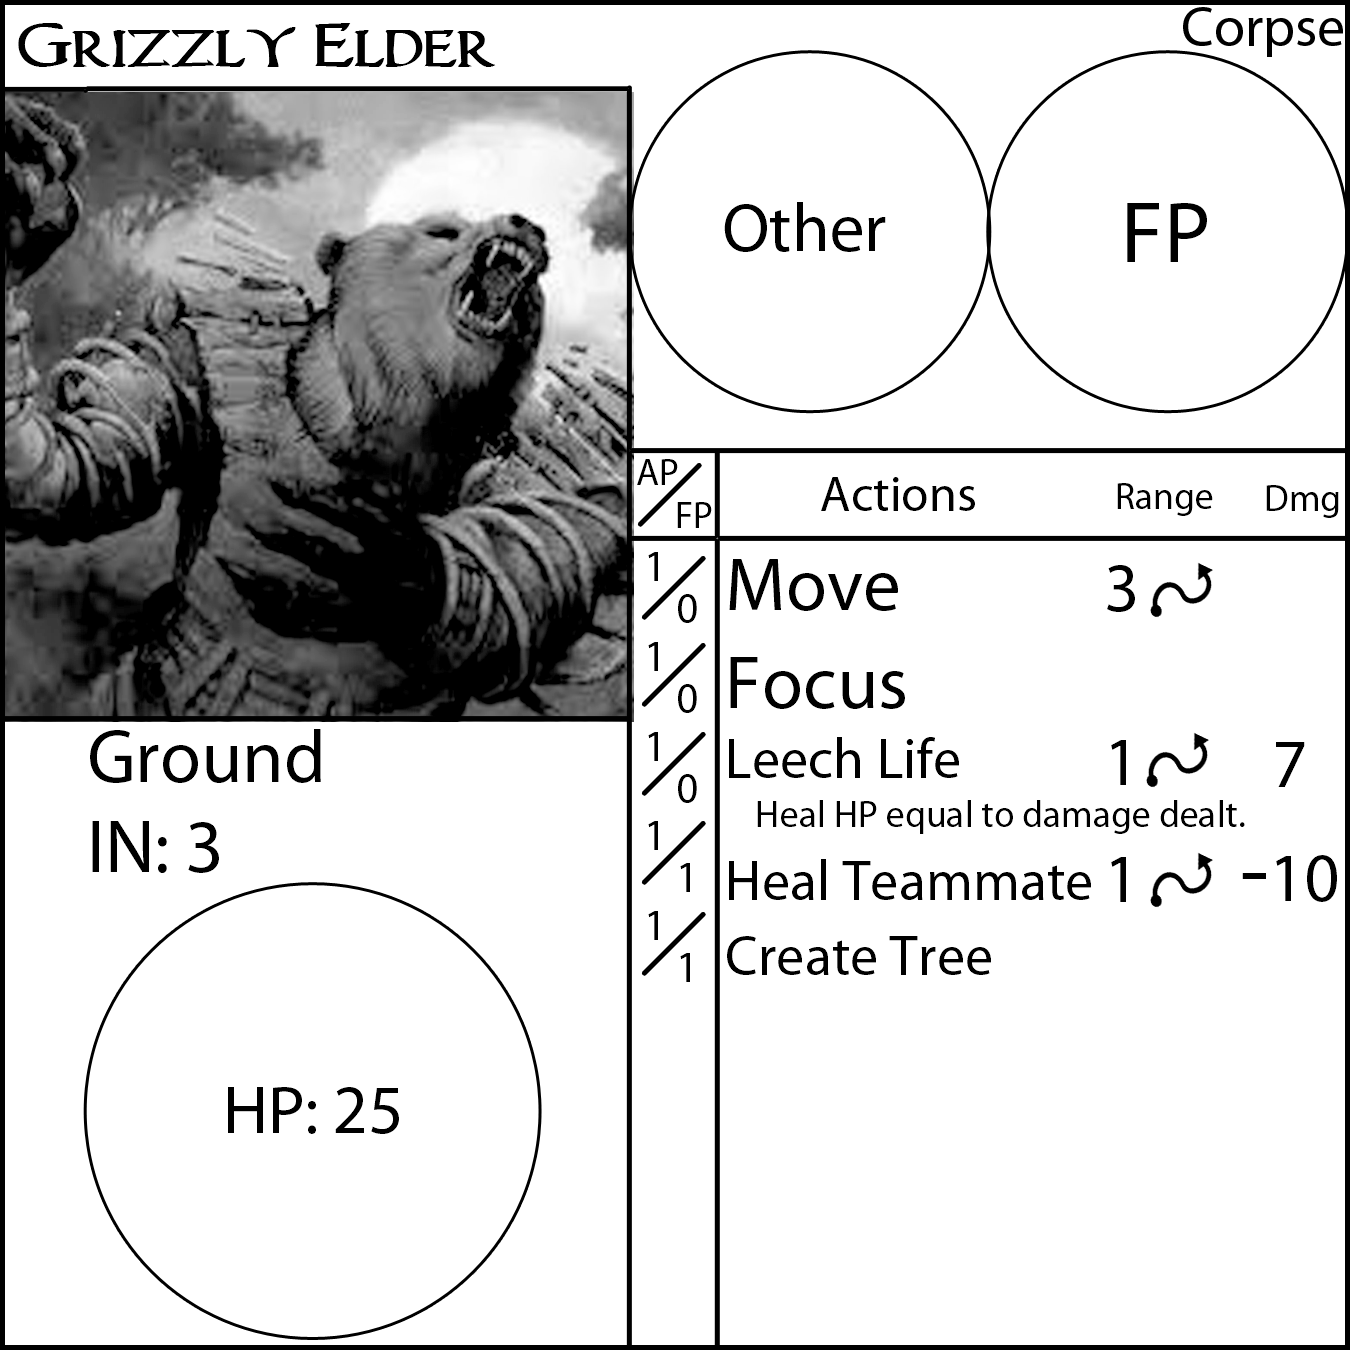 Grizzly Elder
Corpse
Other
FP
AP/FP Actions Range Dmg
1/0 Move 3
1/0 Focus
1/0 Leech Life 1 7
Heal HP equal to damage dealt.
1/1 Heal Teammate 1 -10
1/1 Create Tree
Ground
IN: 3
HP: 25